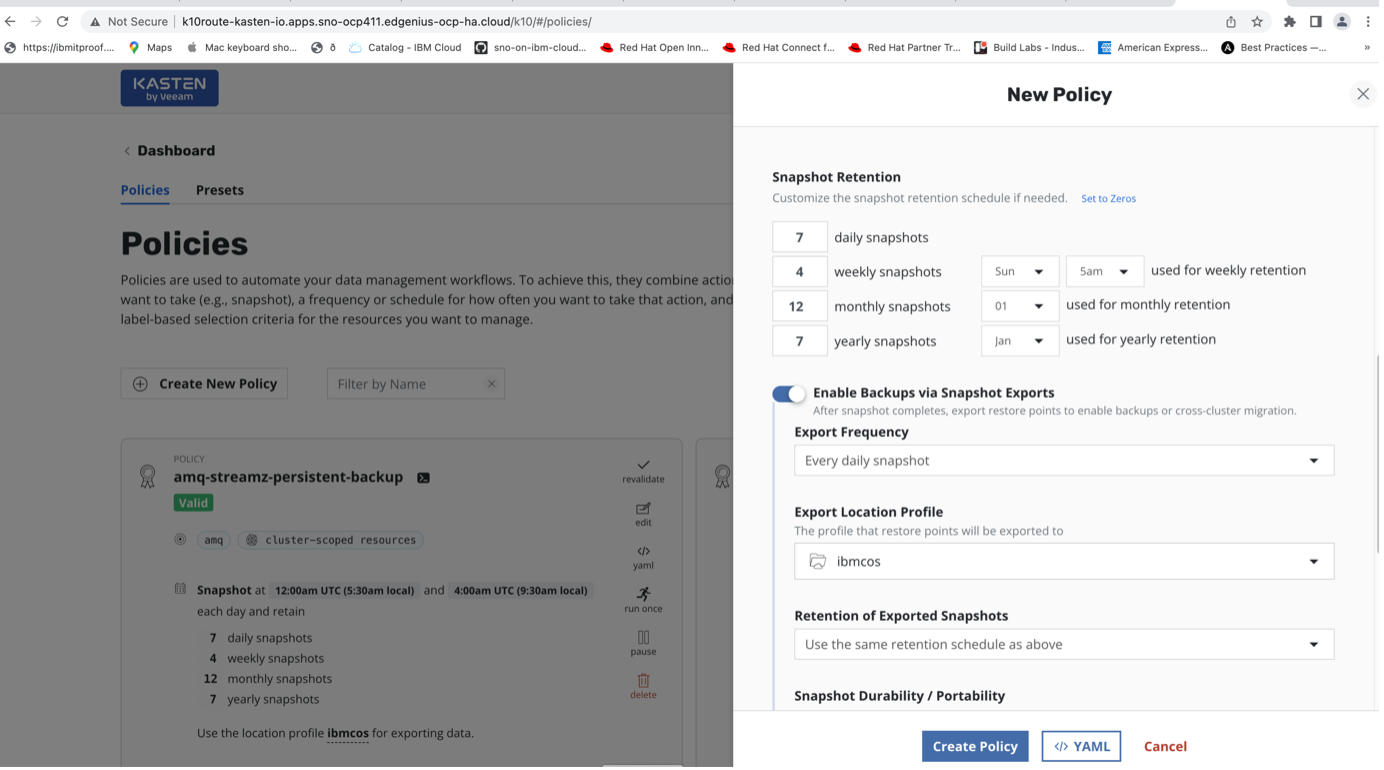 Not Secure k10route-kasten-io.apps.sno-ocp411.edgenius-ocp-ha.cloud/k10/#/policies/
https://ibmitproof.... Maps Mac keyboard sho... ð Catalog - IBM Cloud sno-on-ibm-cloud... Red Hat Open Inn... Red Hat Connect f... Red Hat Partner Tr... Build Labs - Indus... American Express... Best Practices —... »
KASTEN
by Veeam
Dashboard
Policies Presets
Policies
Policies are used to automate your data management workflows. To achieve this, they combine actio
want to take (e.g., snapshot), a frequency or schedule for how often you want to take that action, and
label-based selection criteria for the resources you want to manage.
Create New Policy Filter by Name
POLICY
amq-streamz-persistent-backup
Valid
amq cluster-scoped resources
Snapshot at 12:00am UTC (5:30am local) and 4:00am UTC (9:30am local)
each day and retain
7 daily snapshots
4 weekly snapshots
12 monthly snapshots
7 yearly snapshots
Use the location profile ibmcos for exporting data.
revalidate
edit
yaml
run once
pause
delete
New Policy
Snapshot Retention
Customize the snapshot retention schedule if needed. Set to Zeros
7 daily snapshots
4 weekly snapshots Sun 5am used for weekly retention
12 monthly snapshots 01 used for monthly retention
7 yearly snapshots Jan used for yearly retention
Enable Backups via Snapshot Exports
After snapshot completes, export restore points to enable backups or cross-cluster migration.
Export Frequency
Every daily snapshot
Export Location Profile
The profile that restore points will be exported to
ibmcos
Retention of Exported Snapshots
Use the same retention schedule as above
Snapshot Durability / Portability
Create Policy </> YAML Cancel